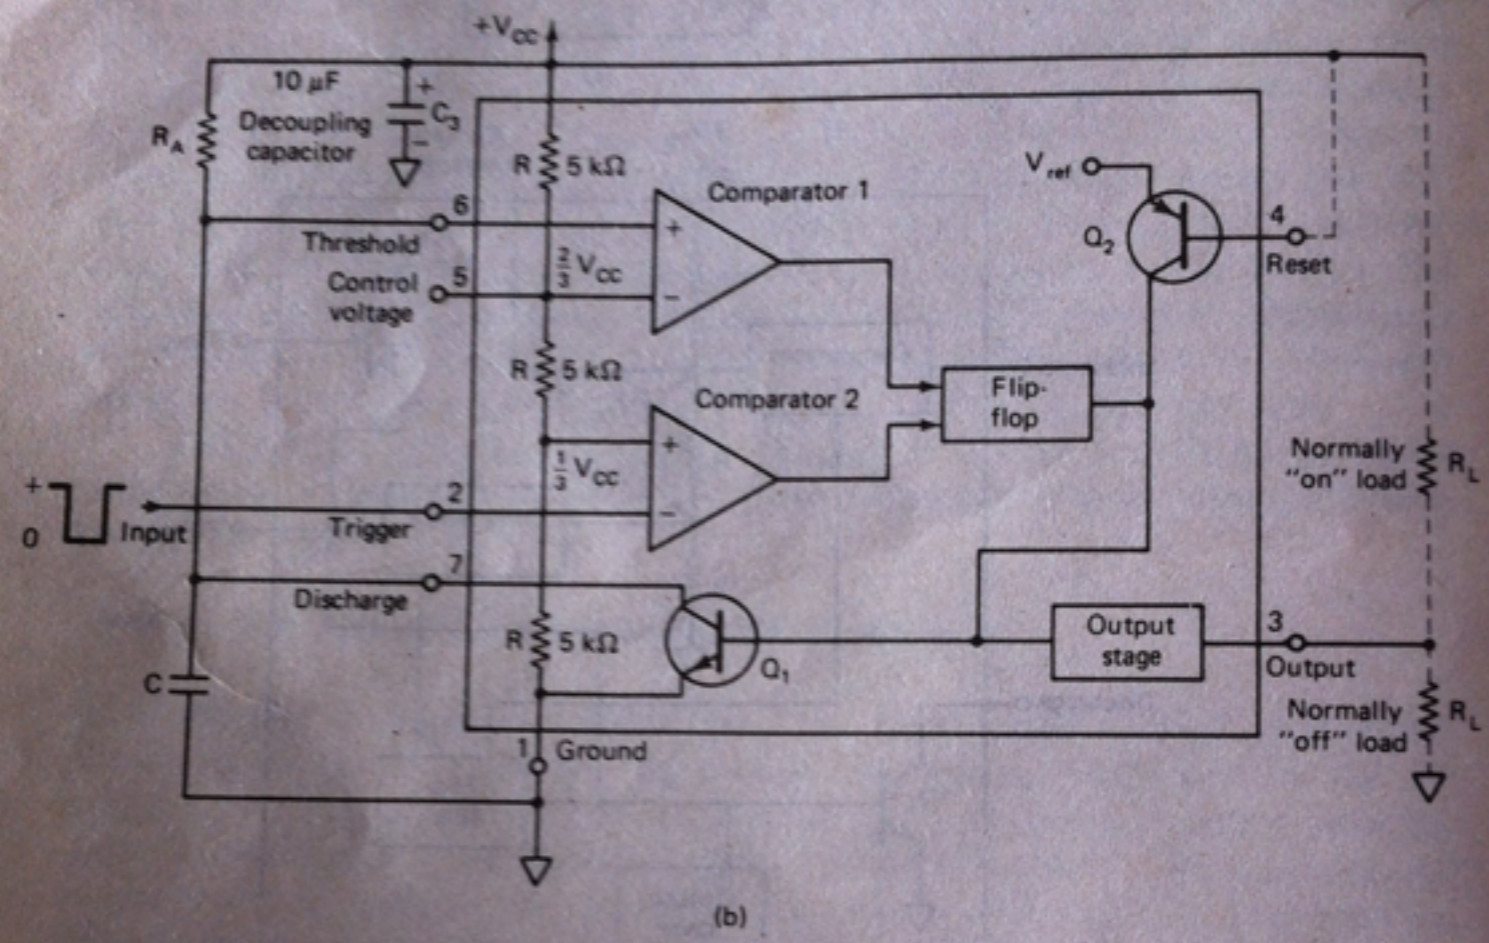 +VCC
10 μF
+
C3
−
Decoupling
capacitor
RA
R
5 kΩ
Comparator 1
Vref
Q2
4
Reset
6
Threshold
+
2/3 VCC
Control
voltage
5
−
R
5 kΩ
Comparator 2
Flip-
flop
Normally
"on" load
RL
+
1/3 VCC
+
0
Input
2
Trigger
−
7
Discharge
R
5 kΩ
Q1
Output
stage
3
Output
C
Normally
"off" load
RL
1
Ground
(b)